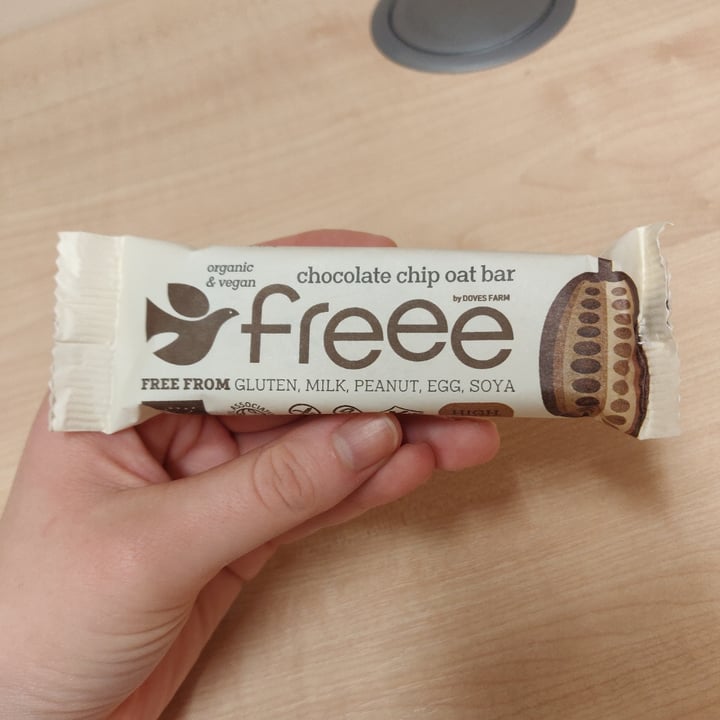 organic
& vegan
chocolate chip oat bar
freee
by DOVES FARM
FREE FROM GLUTEN, MILK, PEANUT, EGG, SOYA
HIGH